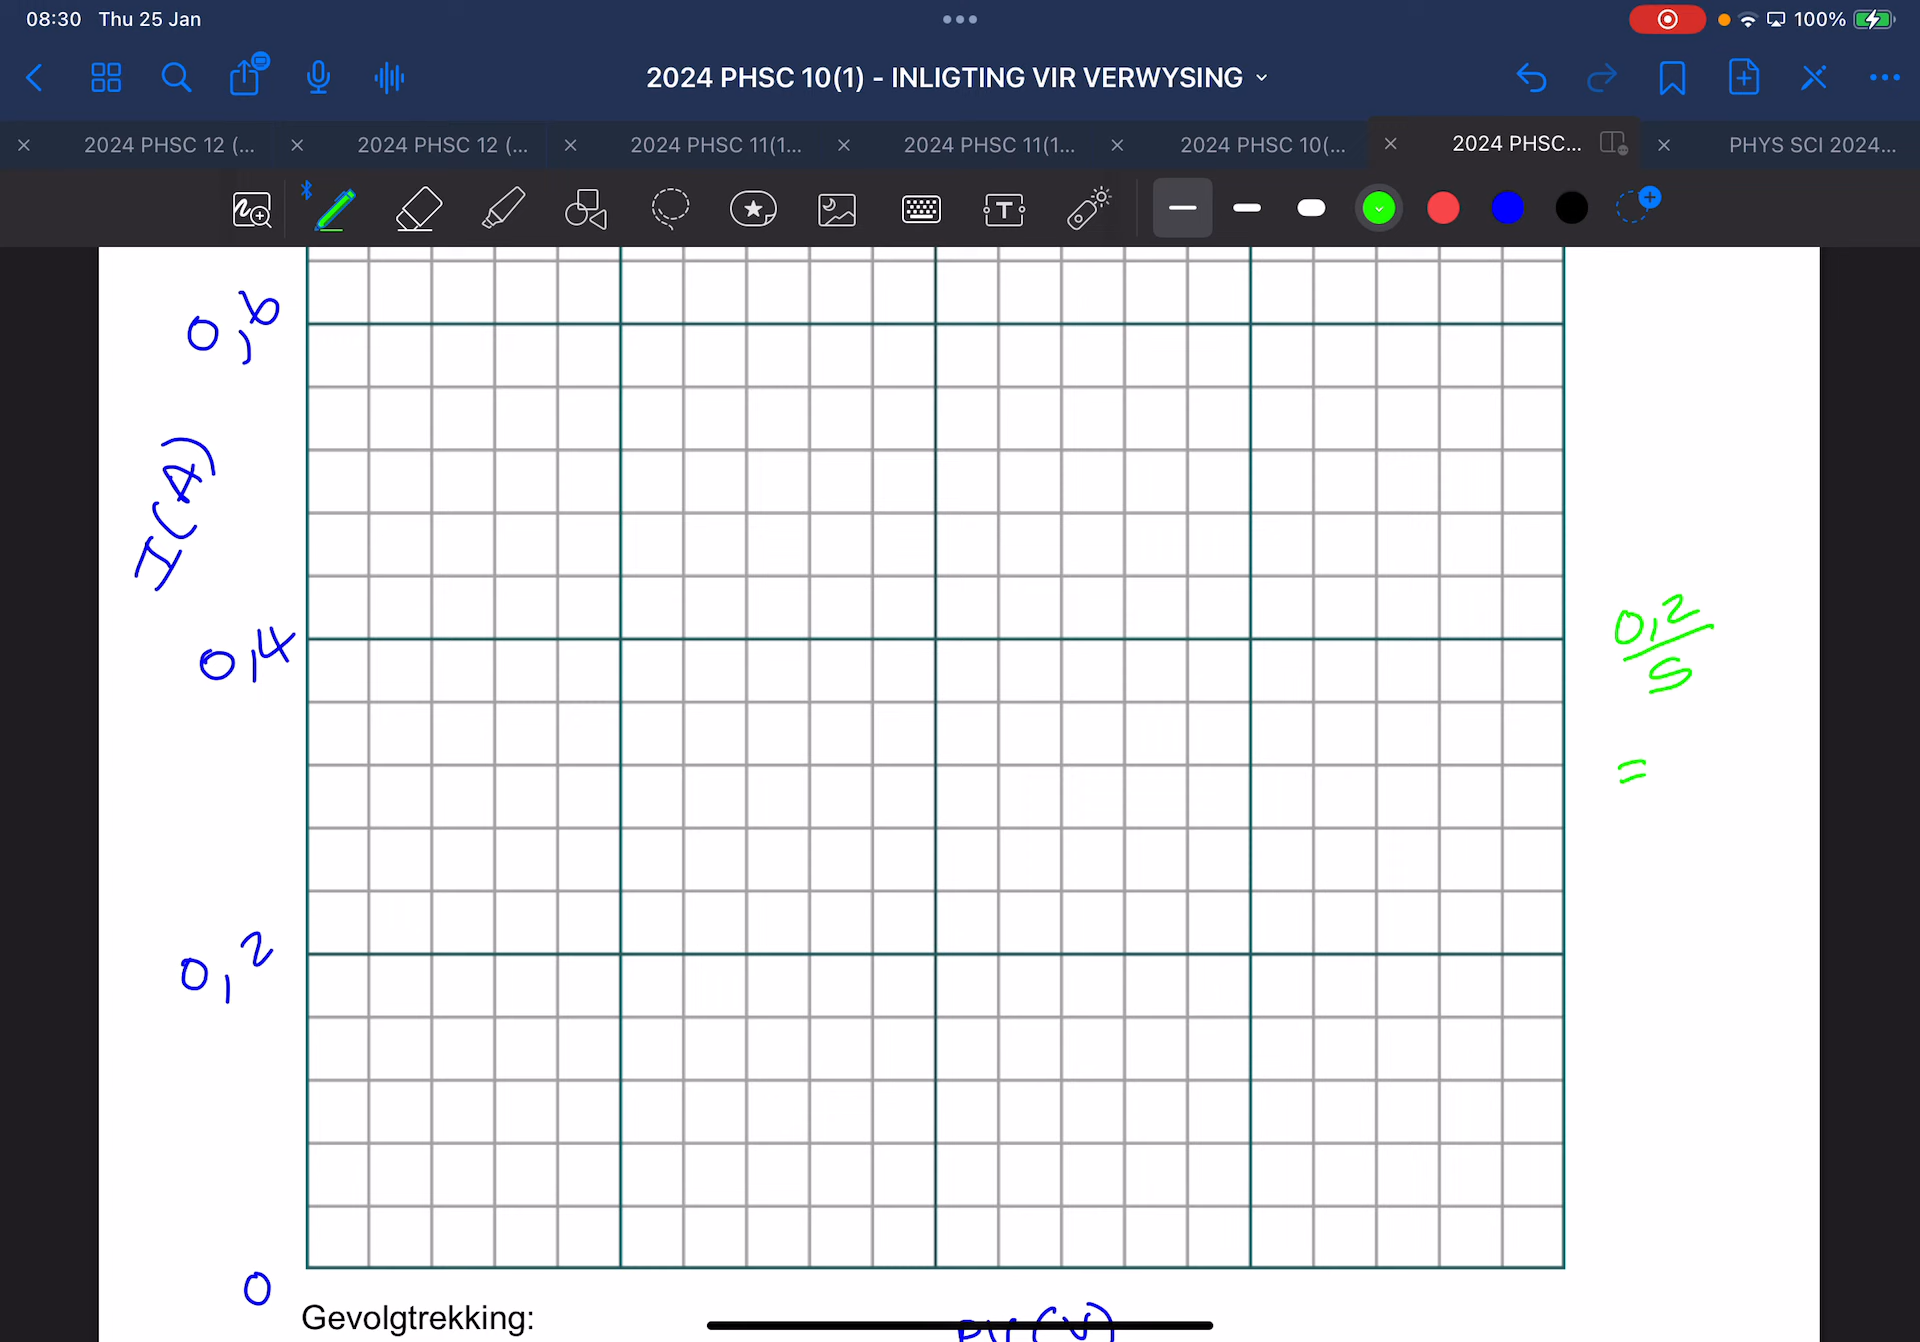 08:30 Thu 25 Jan
100%
2024 PHSC 10(1) - INLIGTING VIR VERWYSING
2024 PHSC 12 (... 2024 PHSC 12 (... 2024 PHSC 11(1... 2024 PHSC 11(1... 2024 PHSC 10(... 2024 PHSC... PHYS SCI 2024...
T
0,6
I(A)
0,4
0,2/5
=
0,2
0
Gevolgtrekking:
PV (V)